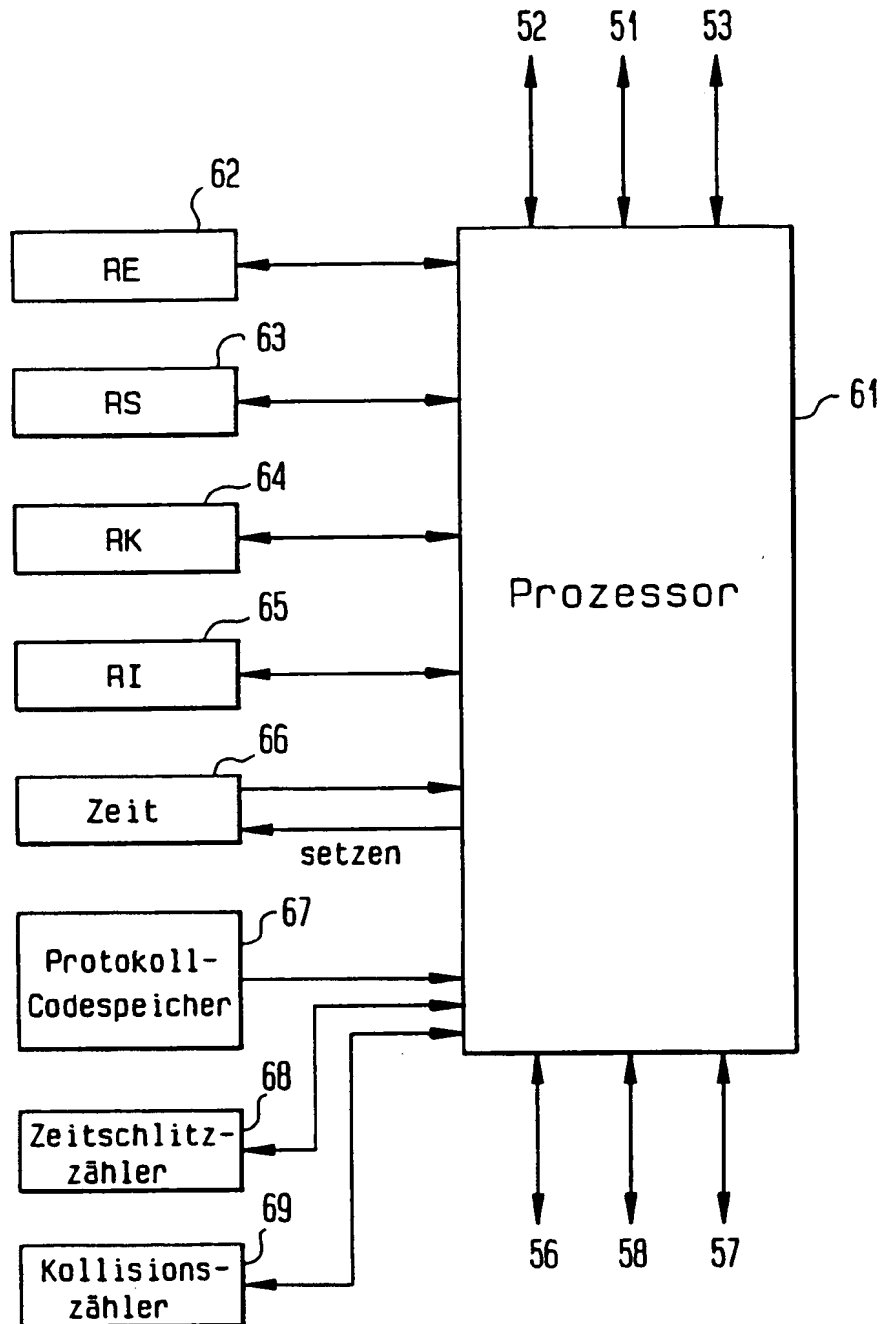 52 51 53
62
RE
63
RS
61
64
RK
Prozessor
65
RI
66
Zeit
setzen
67
Protokoll-
Codespeicher
68
Zeitschlitz-
zähler
69
Kollisions-
zähler
56 58 57